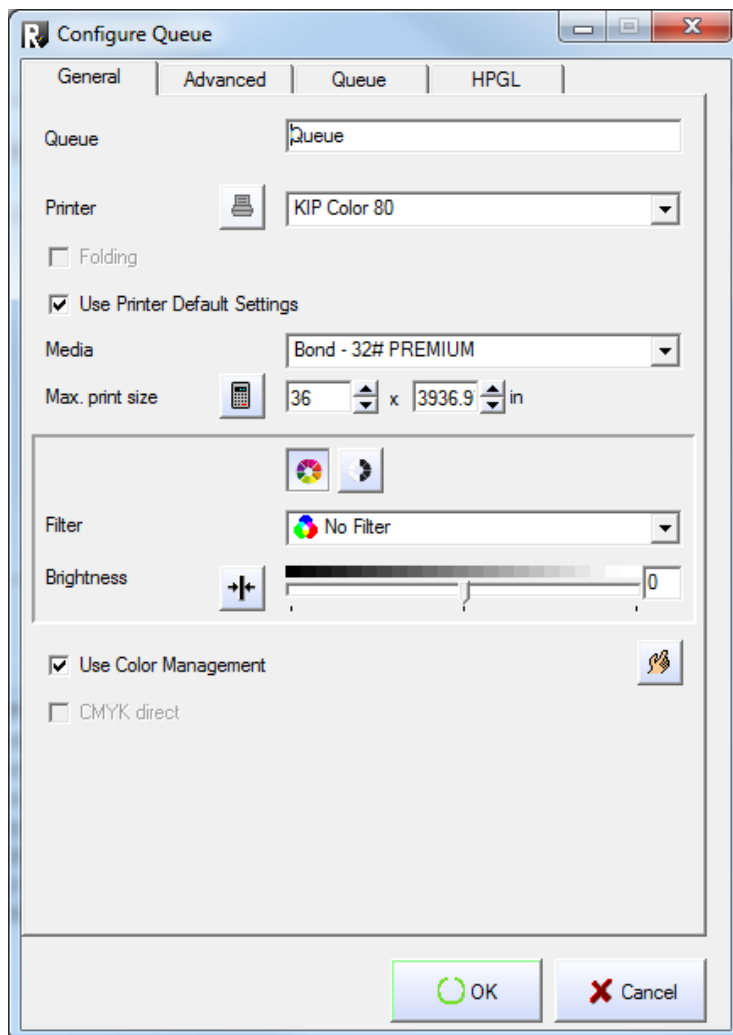 Configure Queue
General Advanced Queue HPGL
Queue Queue
Printer KIP Color 80
Folding
Use Printer Default Settings
Media Bond - 32# PREMIUM
Max. print size 36 x 3936.9 in
Filter No Filter
Brightness 0
Use Color Management
CMYK direct
OK Cancel